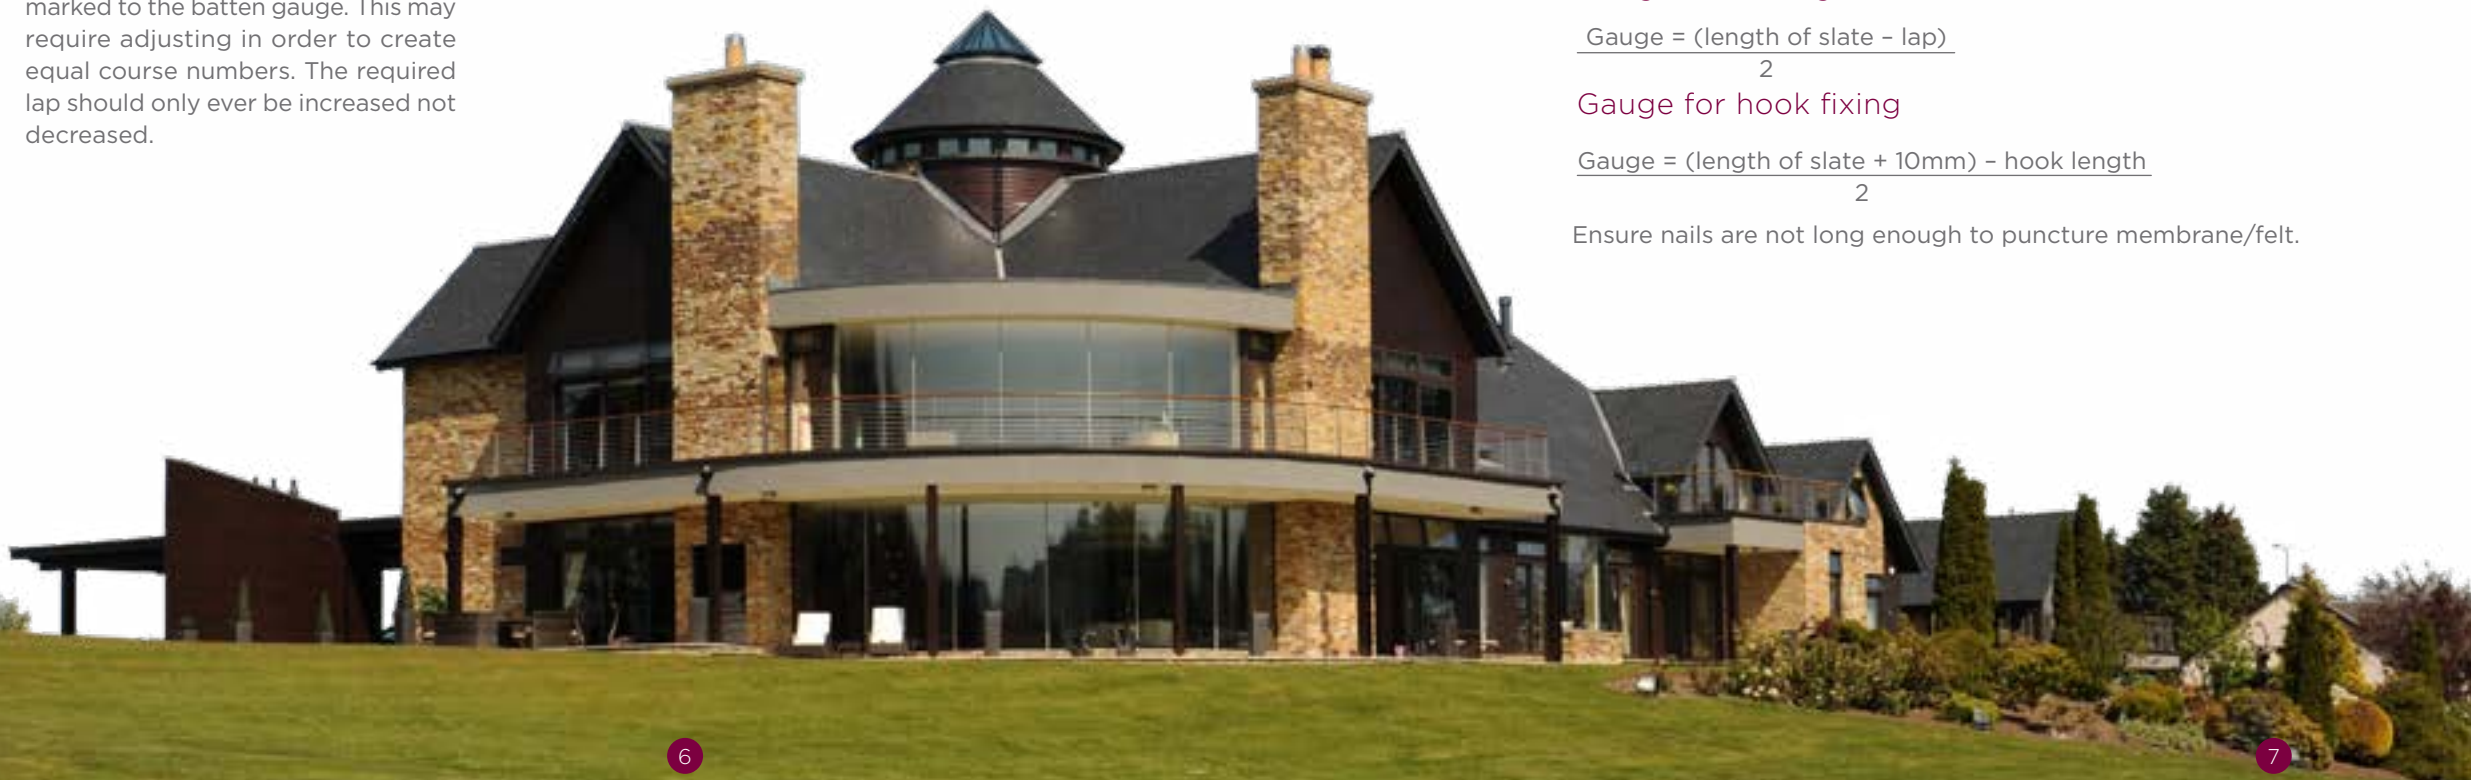 marked to the batten gauge. This may
require adjusting in order to create
equal course numbers. The required
lap should only ever be increased not
decreased.
Gauge = (length of slate – lap)
2
Gauge for hook fixing
Gauge = (length of slate + 10mm) – hook length
2
Ensure nails are not long enough to puncture membrane/felt.
6
7